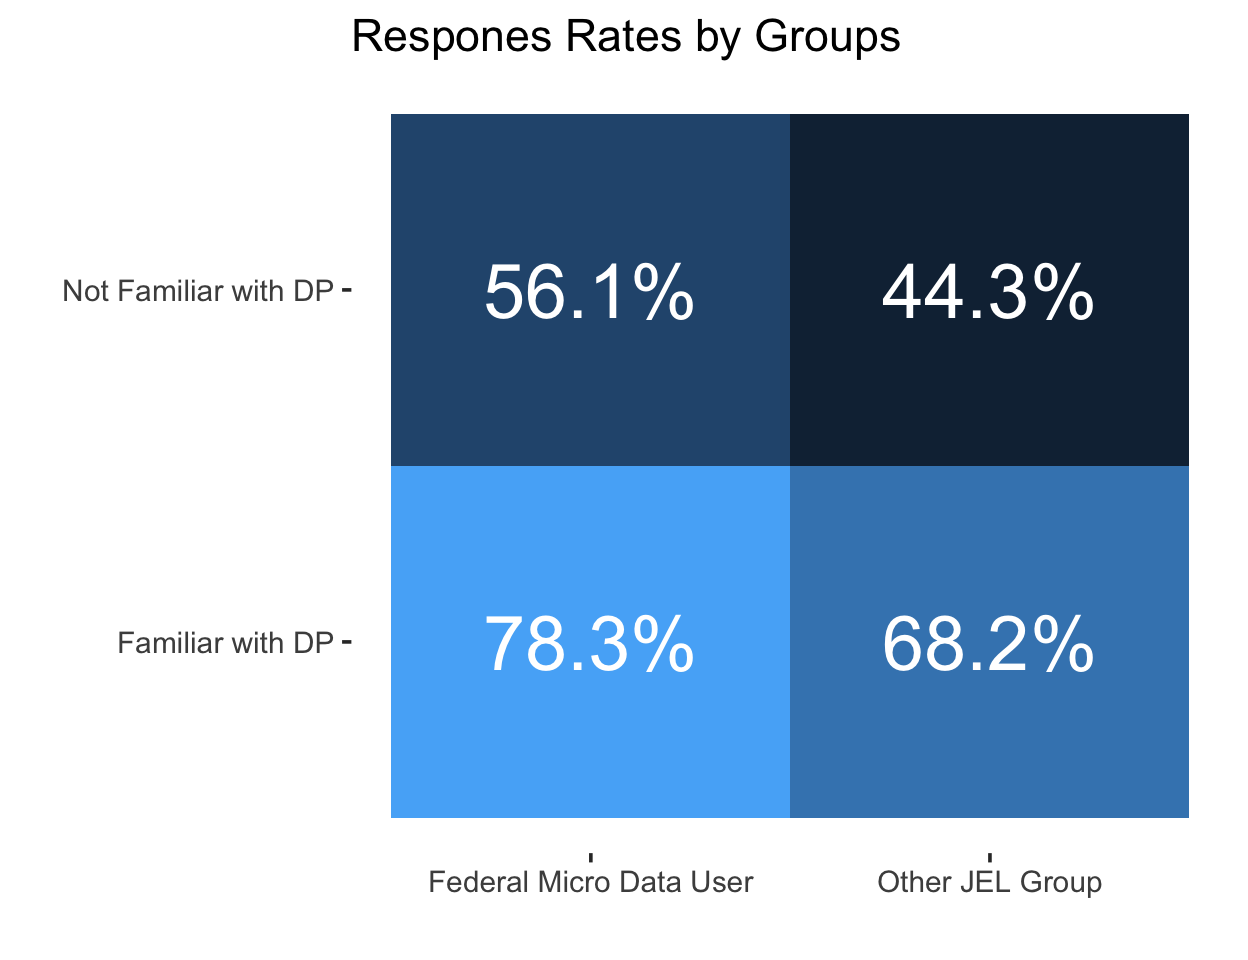 Respones Rates by Groups
Not Familiar with DP
56.1%
44.3%
Familiar with DP
78.3%
68.2%
Federal Micro Data User
Other JEL Group